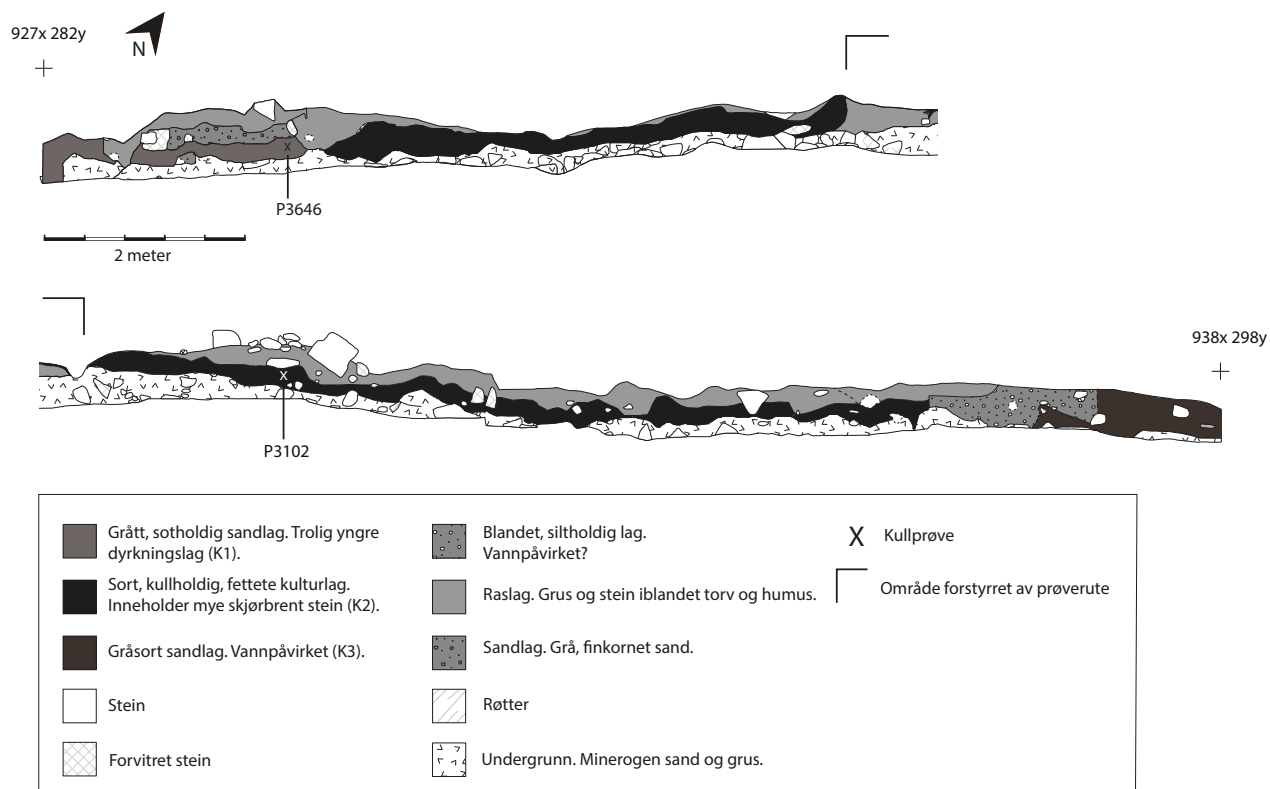 927x 282y
N
X
P3646
2 meter
938x 298y
X
P3102
Grått, sotholdig sandlag. Trolig yngre
dyrkningslag (K1).
Sort, kullholdig, fettete kulturlag.
Inneholder mye skjørbrent stein (K2).
Gråsort sandlag. Vannpåvirket (K3).
Stein
Forvitret stein
Blandet, siltholdig lag.
Vannpåvirket?
Raslag. Grus og stein iblandet torv og humus.
Sandlag. Grå, finkornet sand.
Røtter
Undergrunn. Minerogen sand og grus.
X Kullprøve
Område forstyrret av prøverute